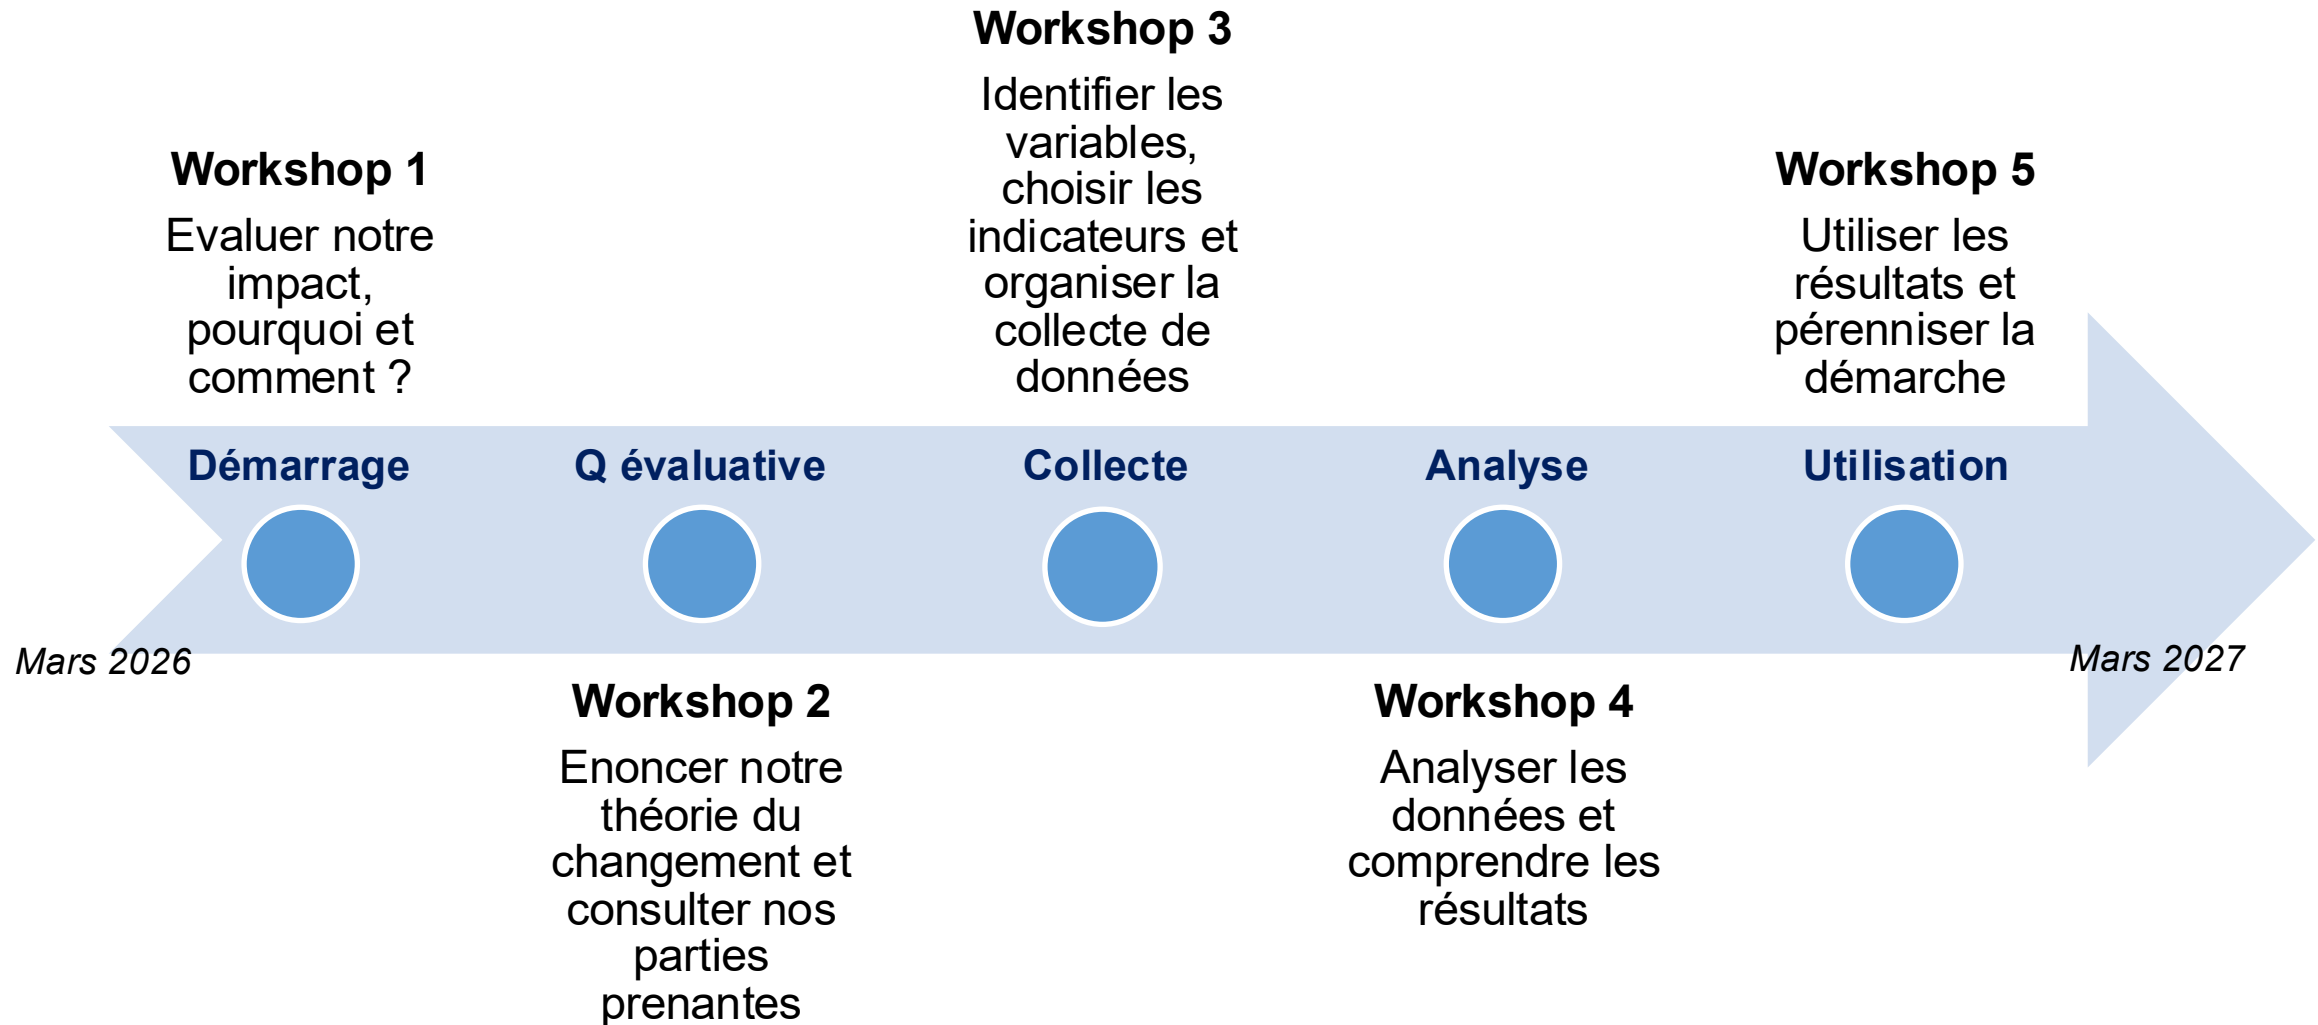 Workshop 1
Evaluer notre
impact,
pourquoi et
comment ?
Workshop 3
Identifier les
variables,
choisir les
indicateurs et
organiser la
collecte de
données
Workshop 5
Utiliser les
résultats et
pérenniser la
démarche
Démarrage
Q évaluative
Collecte
Analyse
Utilisation
Mars 2026
Mars 2027
Workshop 2
Enoncer notre
théorie du
changement et
consulter nos
parties
prenantes
Workshop 4
Analyser les
données et
comprendre les
résultats